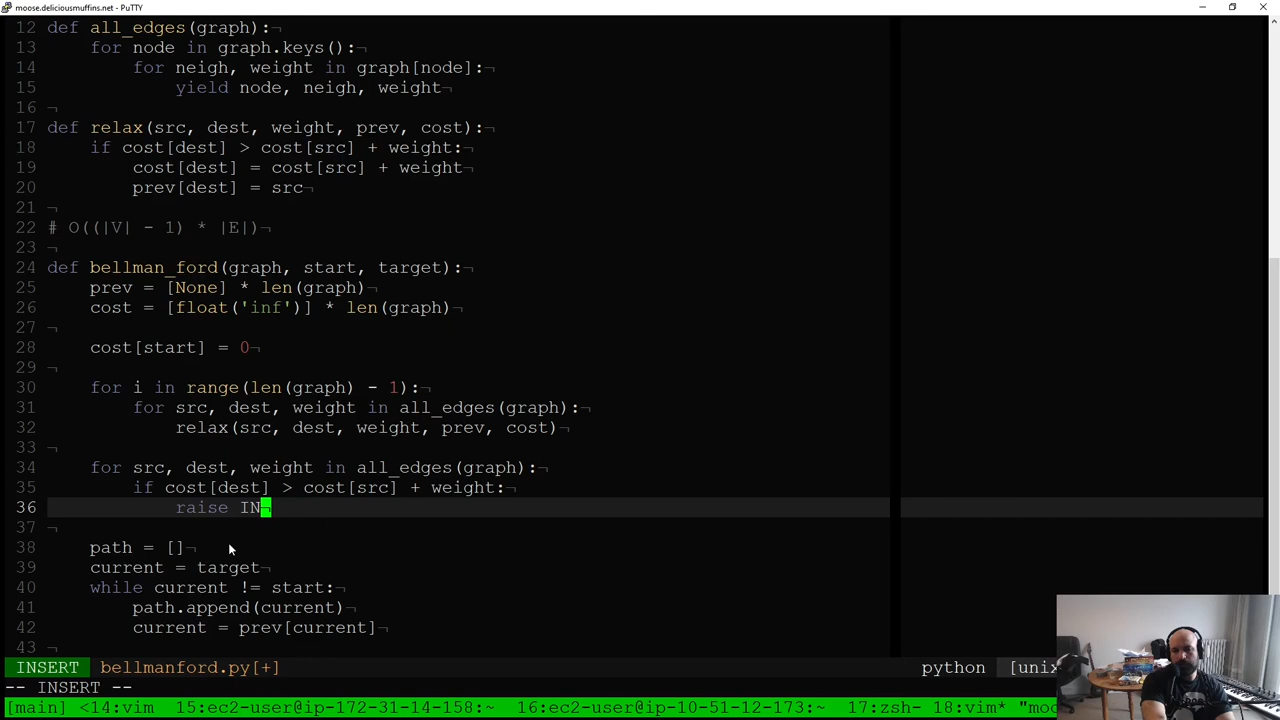 moose.deliciousmuffins.net - PuTTY
12 def all_edges(graph):¬
13     for node in graph.keys():¬
14         for neigh, weight in graph[node]:¬
15             yield node, neigh, weight¬
16 ¬
17 def relax(src, dest, weight, prev, cost):¬
18     if cost[dest] > cost[src] + weight:¬
19         cost[dest] = cost[src] + weight¬
20         prev[dest] = src¬
21 ¬
22 # O((|V| - 1) * |E|)¬
23 ¬
24 def bellman_ford(graph, start, target):¬
25     prev = [None] * len(graph)¬
26     cost = [float('inf')] * len(graph)¬
27 ¬
28     cost[start] = 0¬
29 ¬
30     for i in range(len(graph) - 1):¬
31         for src, dest, weight in all_edges(graph):¬
32             relax(src, dest, weight, prev, cost)¬
33 ¬
34     for src, dest, weight in all_edges(graph):¬
35         if cost[dest] > cost[src] + weight:¬
36             raise IN¬
37 ¬
38     path = []¬
39     current = target¬
40     while current != start:¬
41         path.append(current)¬
42         current = prev[current]¬
43 ¬
INSERT bellmanford.py[+] python [unix
-- INSERT --
[main] <14:vim 15:ec2-user@ip-172-31-14-158:~ 16:ec2-user@ip-10-51-12-173:~ 17:zsh- 18:vim* "moo